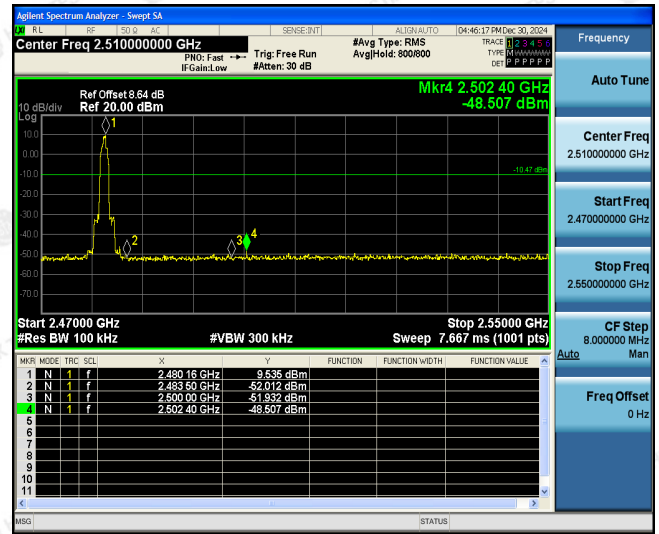 Agilent Spectrum Analyzer - Swept SA
LXI RL RF 50 Ω AC SENSE:INT ALIGN AUTO 04:46:17 PM Dec 30, 2024
Center Freq 2.510000000 GHz
#Avg Type: RMS
TRACE 1 2 3 4 5 6
PNO: Fast
Trig: Free Run
Avg|Hold: 800/800
TYPE M W W W W W
IFGain:Low
#Atten: 30 dB
DET P P P P P P
Ref Offset 8.64 dB
Mkr4 2.502 40 GHz
10 dB/div Ref 20.00 dBm
-48.507 dBm
Log
10.0
0.00
-10.0
-20.0
-30.0
-40.0
-50.0
-60.0
-70.0
1
-10.47 dBm
2
3
4
Start 2.47000 GHz
Stop 2.55000 GHz
#Res BW 100 kHz
#VBW 300 kHz
Sweep 7.667 ms (1001 pts)
MKR MODE TRC SCL X Y FUNCTION FUNCTION WIDTH FUNCTION VALUE
1 N 1 f 2.480 16 GHz 9.535 dBm
2 N 1 f 2.483 50 GHz -52.012 dBm
3 N 1 f 2.500 00 GHz -51.932 dBm
4 N 1 f 2.502 40 GHz -48.507 dBm
5
6
7
8
9
10
11
MSG
STATUS
Frequency
Auto Tune
Center Freq
2.510000000 GHz
Start Freq
2.470000000 GHz
Stop Freq
2.550000000 GHz
CF Step
8.000000 MHz
Auto Man
Freq Offset
0 Hz